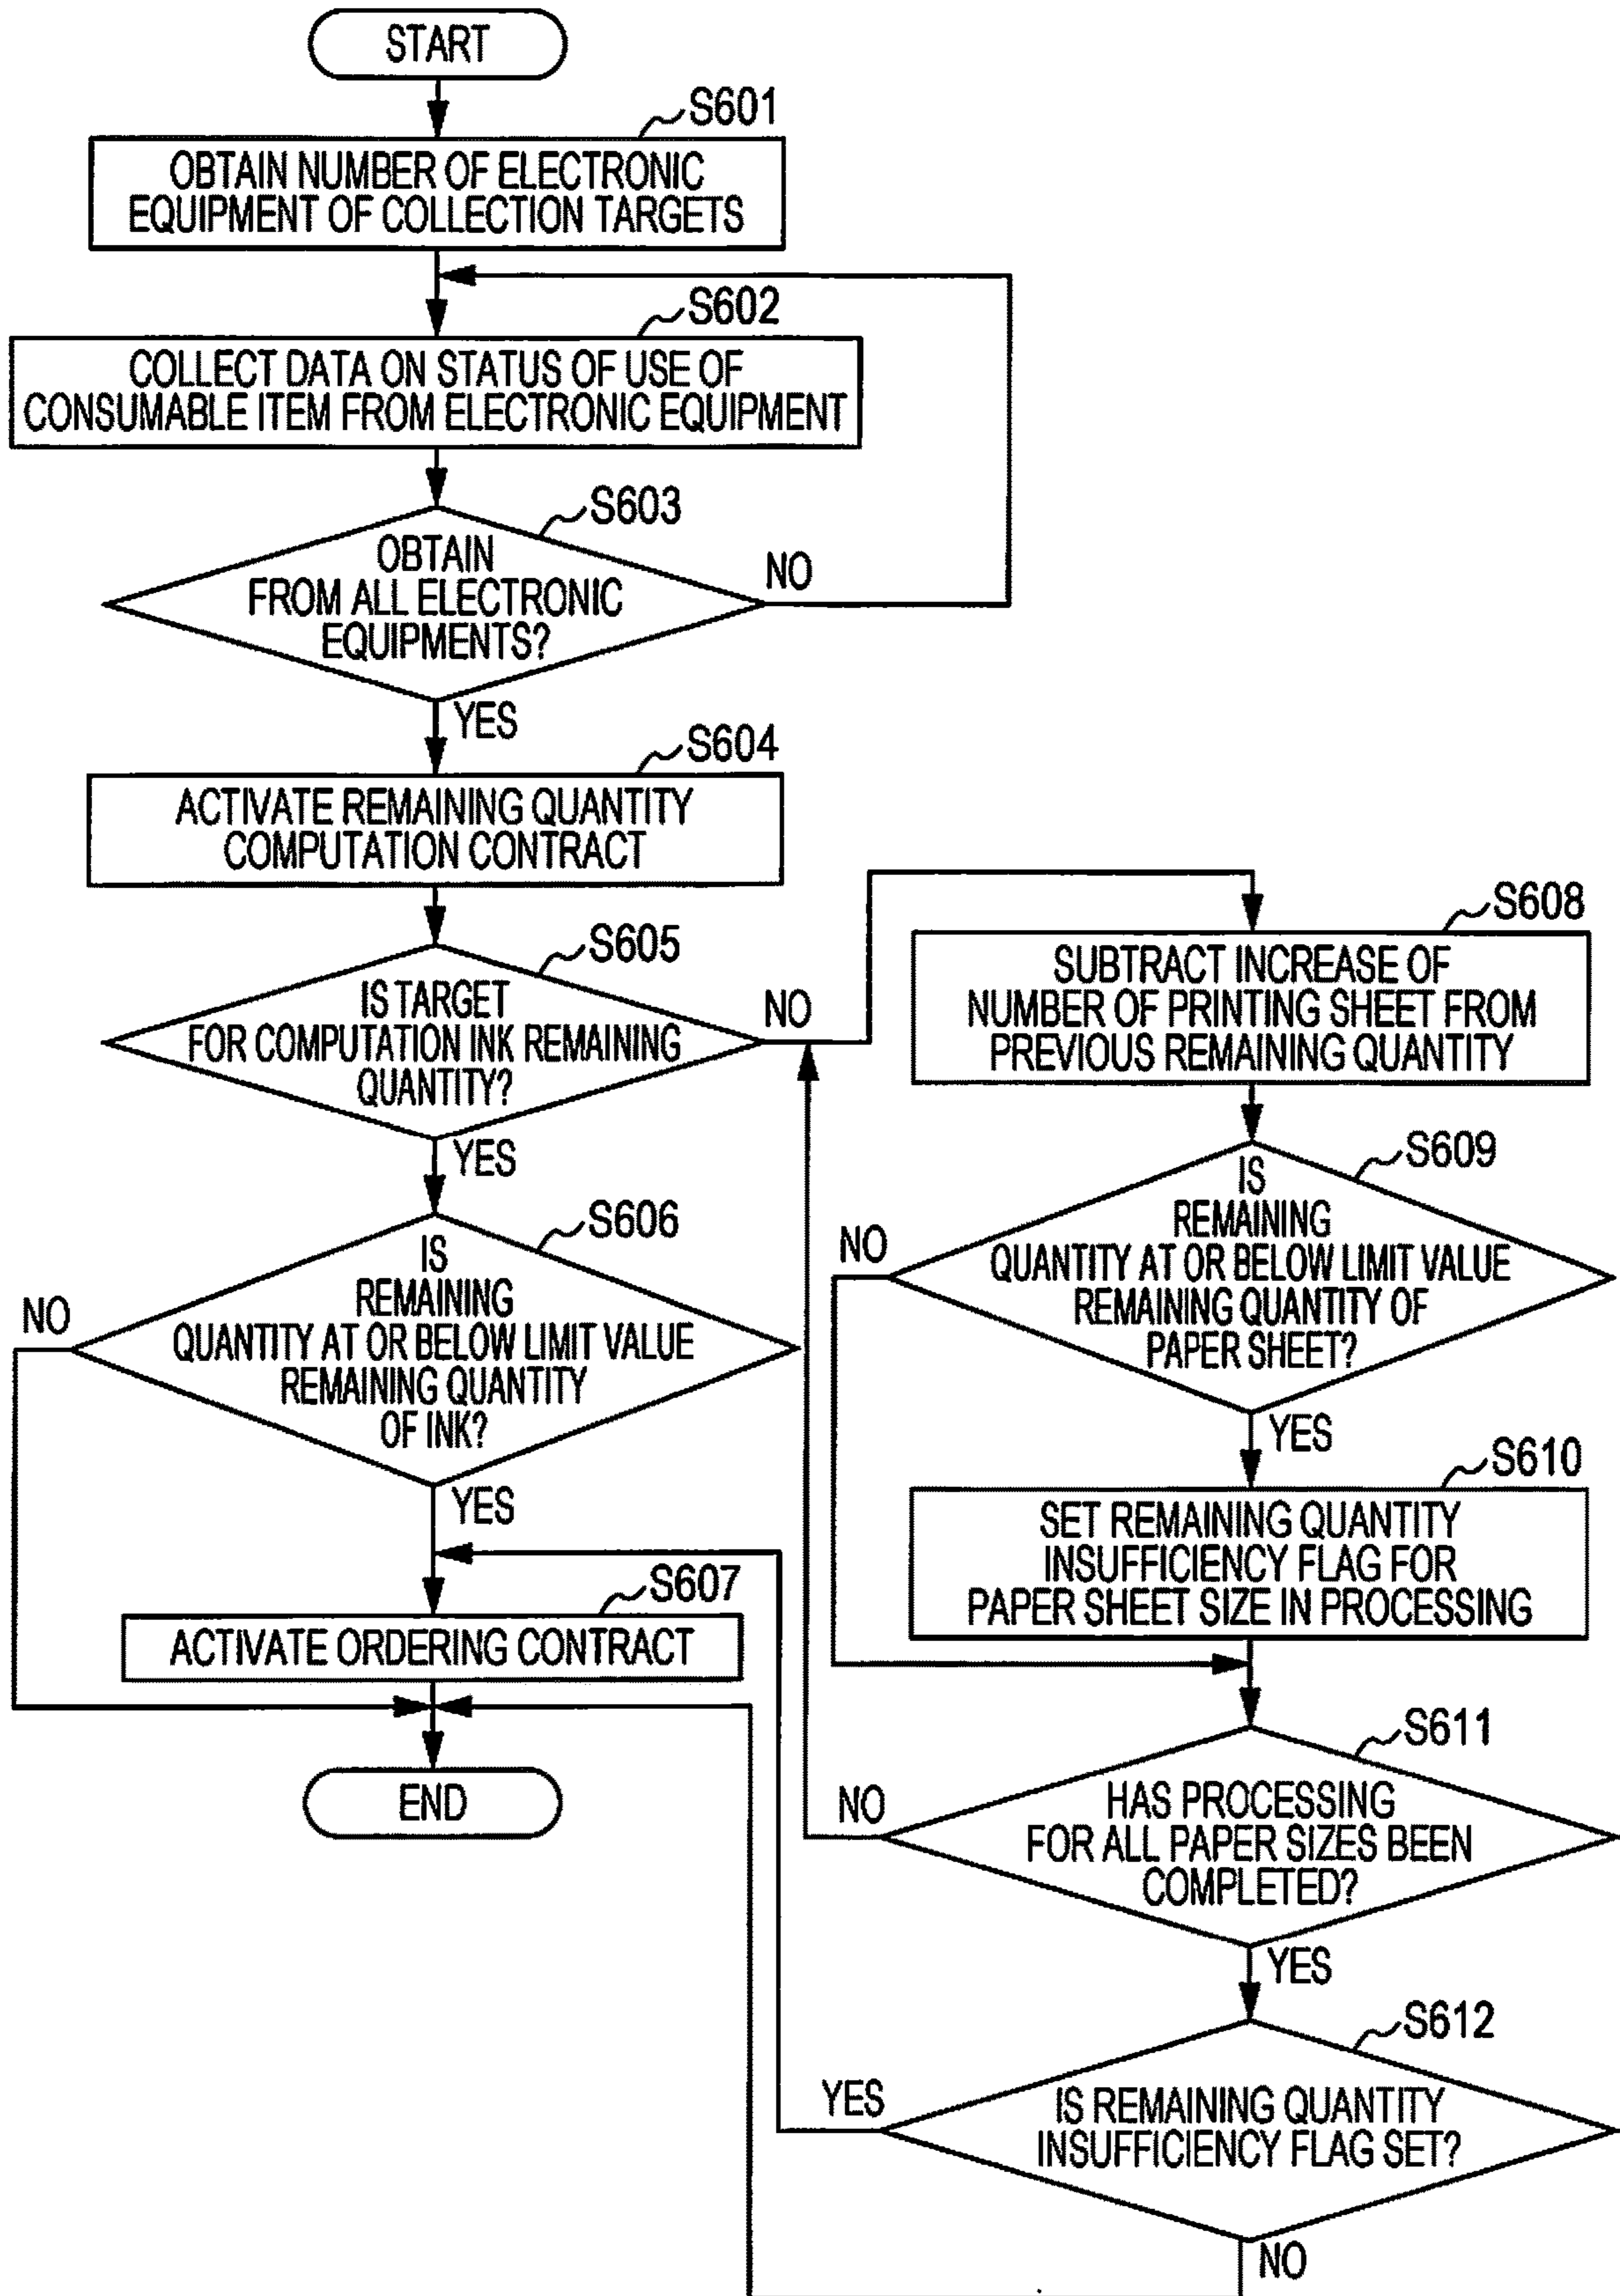 START
S601
OBTAIN NUMBER OF ELECTRONIC
EQUIPMENT OF COLLECTION TARGETS
S602
COLLECT DATA ON STATUS OF USE OF
CONSUMABLE ITEM FROM ELECTRONIC EQUIPMENT
S603
OBTAIN
FROM ALL ELECTRONIC
EQUIPMENTS?
NO
YES
S604
ACTIVATE REMAINING QUANTITY
COMPUTATION CONTRACT
S605
IS TARGET
FOR COMPUTATION INK REMAINING
QUANTITY?
NO
YES
S606
IS
REMAINING
QUANTITY AT OR BELOW LIMIT VALUE
REMAINING QUANTITY
OF INK?
NO
YES
S607
ACTIVATE ORDERING CONTRACT
END
S608
SUBTRACT INCREASE OF
NUMBER OF PRINTING SHEET FROM
PREVIOUS REMAINING QUANTITY
S609
IS
REMAINING
QUANTITY AT OR BELOW LIMIT VALUE
REMAINING QUANTITY OF
PAPER SHEET?
NO
YES
S610
SET REMAINING QUANTITY
INSUFFICIENCY FLAG FOR
PAPER SHEET SIZE IN PROCESSING
S611
HAS PROCESSING
FOR ALL PAPER SIZES BEEN
COMPLETED?
NO
YES
S612
IS REMAINING QUANTITY
INSUFFICIENCY FLAG SET?
YES
NO